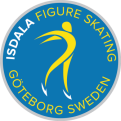 ISDALA FIGURE SKATING
GÖTEBORG SWEDEN